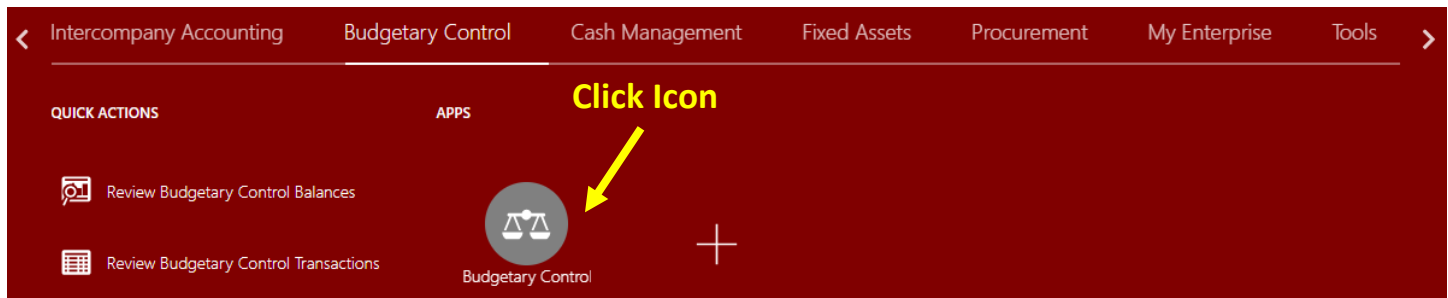 Intercompany Accounting Budgetary Control Cash Management Fixed Assets Procurement My Enterprise Tools
Click Icon
QUICK ACTIONS APPS
Review Budgetary Control Balances
Review Budgetary Control Transactions
Budgetary Control